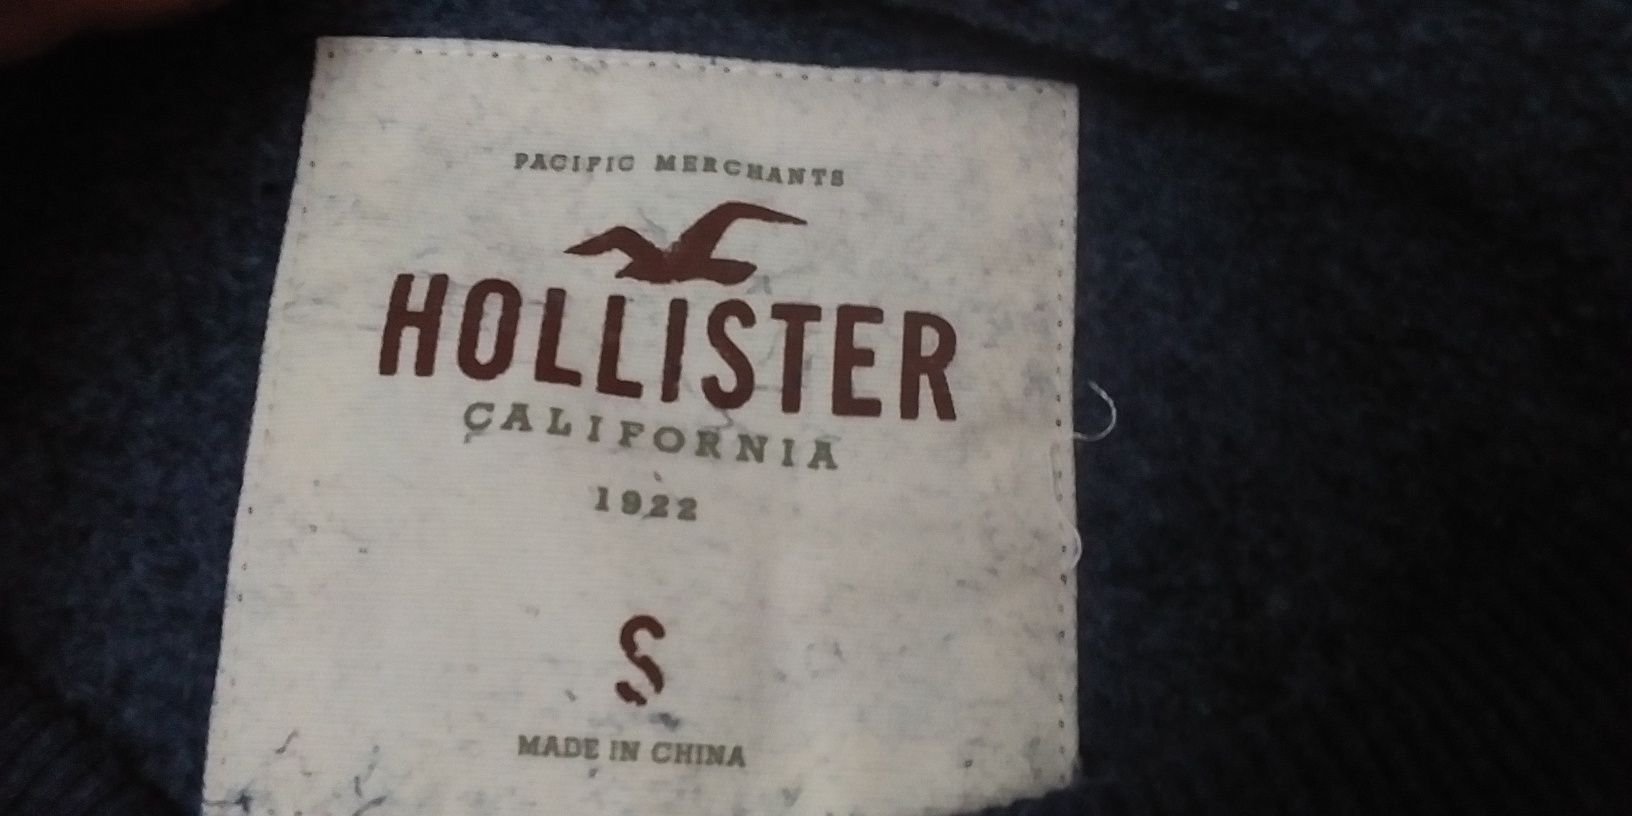 PACIFIC MERCHANTS
HOLLISTER
CALIFORNIA
1922
S
MADE IN CHINA